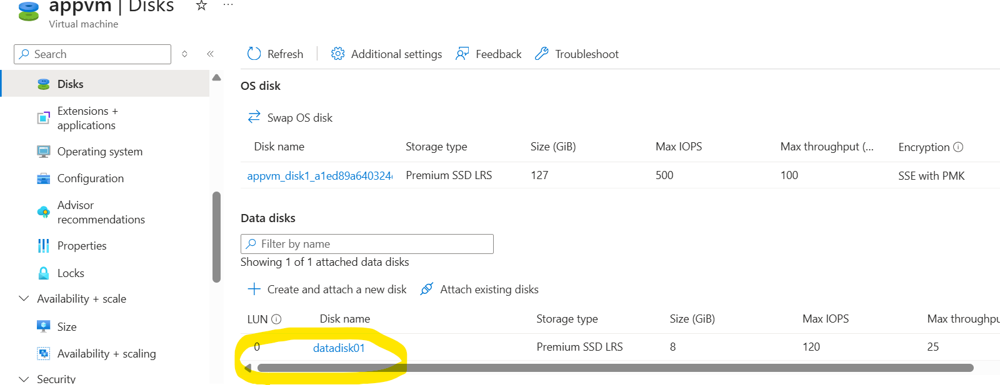 appvm | Disks
Virtual machine
Search
Refresh
Additional settings
Feedback
Troubleshoot
Disks
Extensions +
applications
Operating system
Configuration
Advisor
recommendations
Properties
Locks
Availability + scale
Size
Availability + scaling
Security
OS disk
Swap OS disk
Disk name Storage type Size (GiB) Max IOPS Max throughput (... Encryption
appvm_disk1_a1ed89a640324 Premium SSD LRS 127 500 100 SSE with PMK
Data disks
Filter by name
Showing 1 of 1 attached data disks
Create and attach a new disk Attach existing disks
LUN Disk name Storage type Size (GiB) Max IOPS Max throughpu
0 datadisk01 Premium SSD LRS 8 120 25